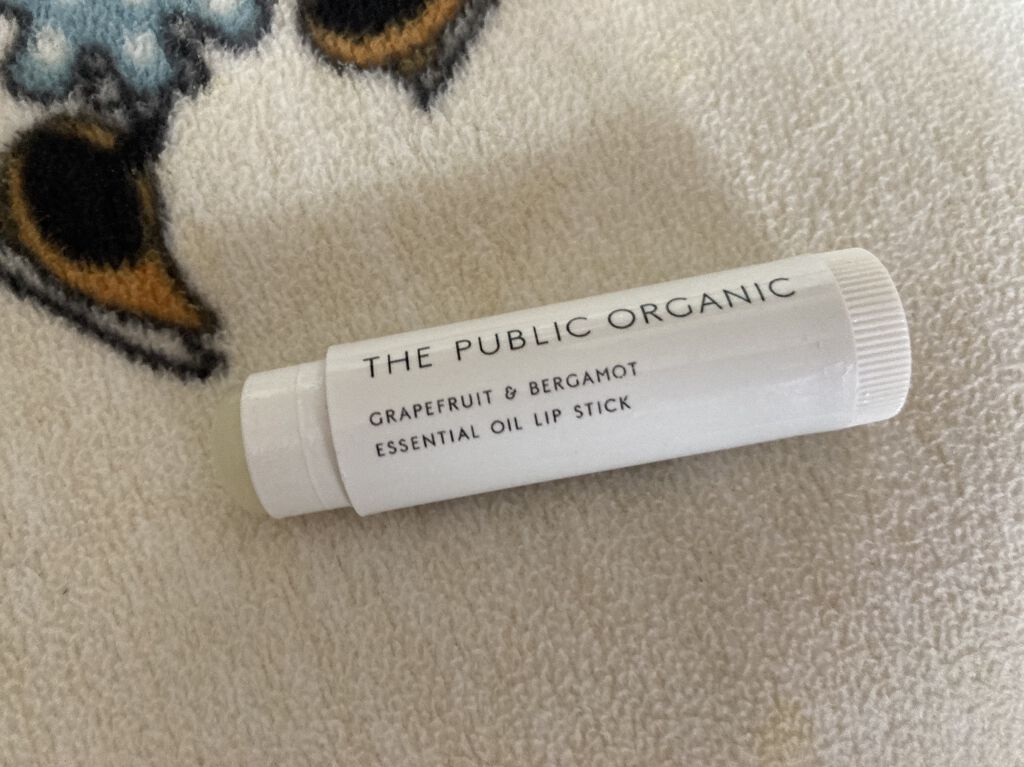 THE PUBLIC ORGANIC
GRAPEFRUIT & BERGAMOT
ESSENTIAL OIL LIP STICK